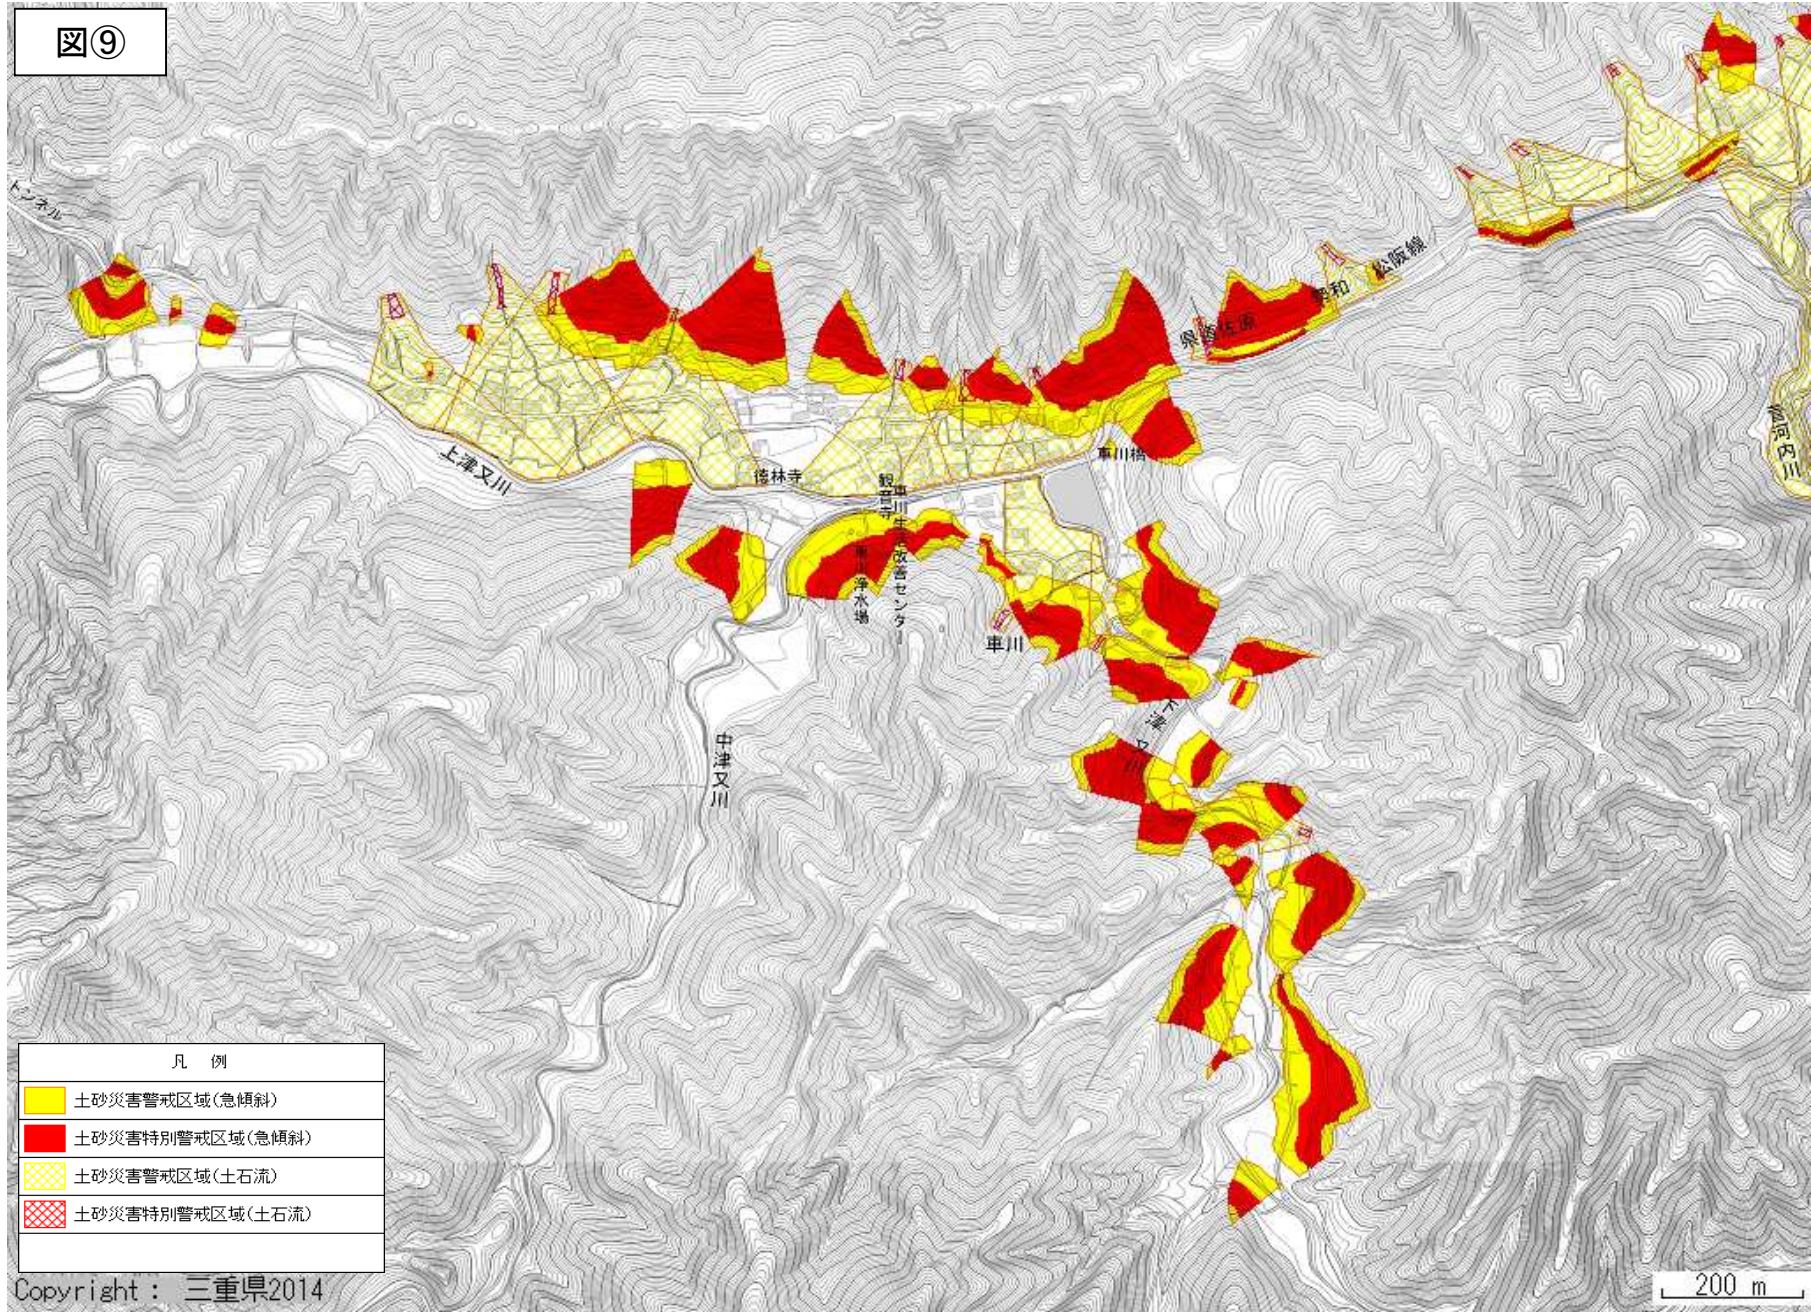 図⑨
トンネル
松阪線
勢和
県道佐原
上津又川
徳林寺
観音寺
車川橋
車川生活改善センター
車川浄水場
車川
下津又川
中津又川
凡 例
土砂災害警戒区域(急傾斜)
土砂災害特別警戒区域(急傾斜)
土砂災害警戒区域(土石流)
土砂災害特別警戒区域(土石流)
Copyright : 三重県2014
200 m